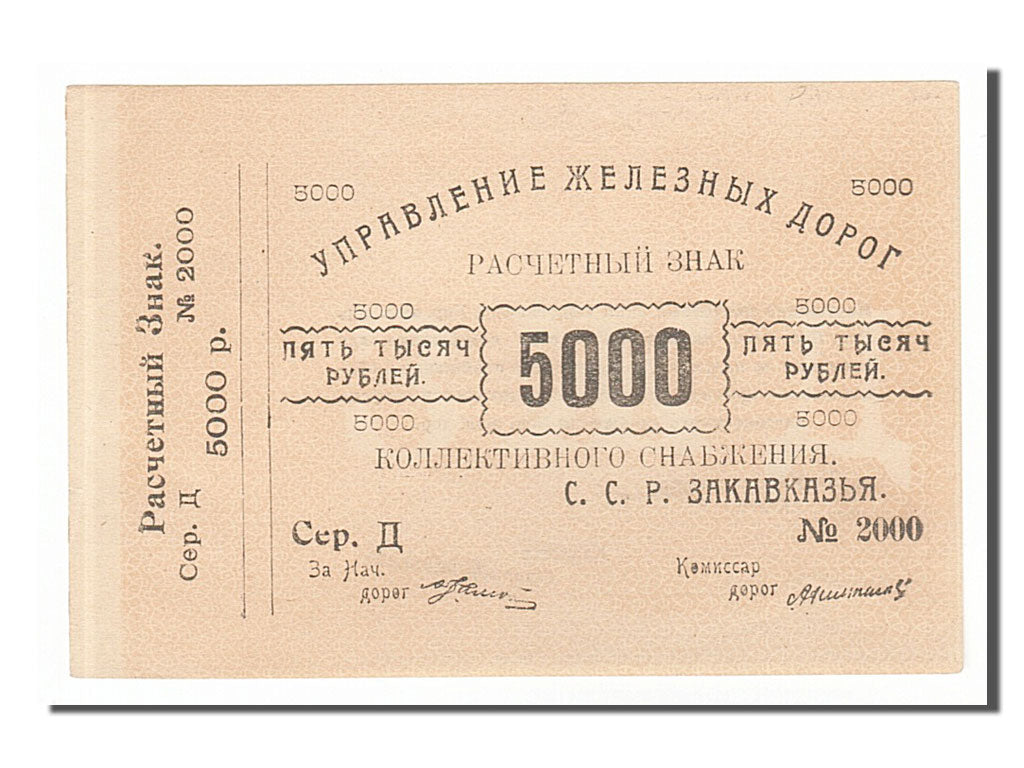 Расчетный Знак.
Сер. Д № 2000
5000 р.
5000 5000
УПРАВЛЕНИЕ ЖЕЛЕЗНЫХ ДОРОГ
РАСЧЕТНЫЙ ЗНАК
5000 5000
ПЯТЬ ТЫСЯЧ
РУБЛЕЙ.
5000
ПЯТЬ ТЫСЯЧ
РУБЛЕЙ.
5000 5000
КОЛЛЕКТИВНОГО СНАБЖЕНИЯ.
С. С. Р. ЗАКАВКАЗЬЯ.
Сер. Д № 2000
За Нач.
дорог
Комиссар
дорог